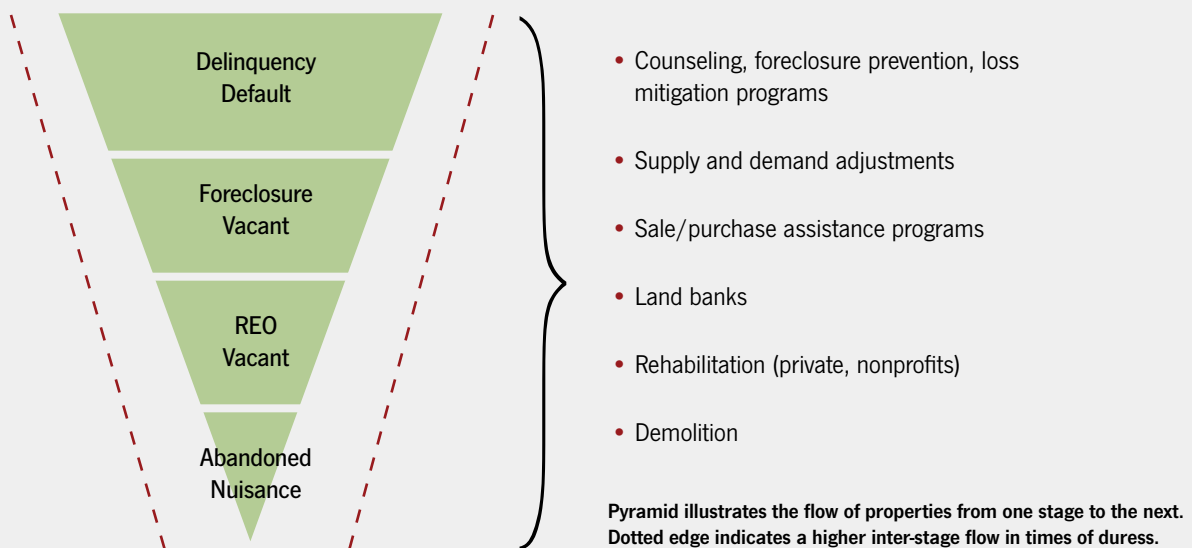 Delinquency
Default
Foreclosure
Vacant
REO
Vacant
Abandoned
Nuisance
• Counseling, foreclosure prevention, loss
mitigation programs
• Supply and demand adjustments
• Sale/purchase assistance programs
• Land banks
• Rehabilitation (private, nonprofits)
• Demolition
Pyramid illustrates the flow of properties from one stage to the next.
Dotted edge indicates a higher inter-stage flow in times of duress.